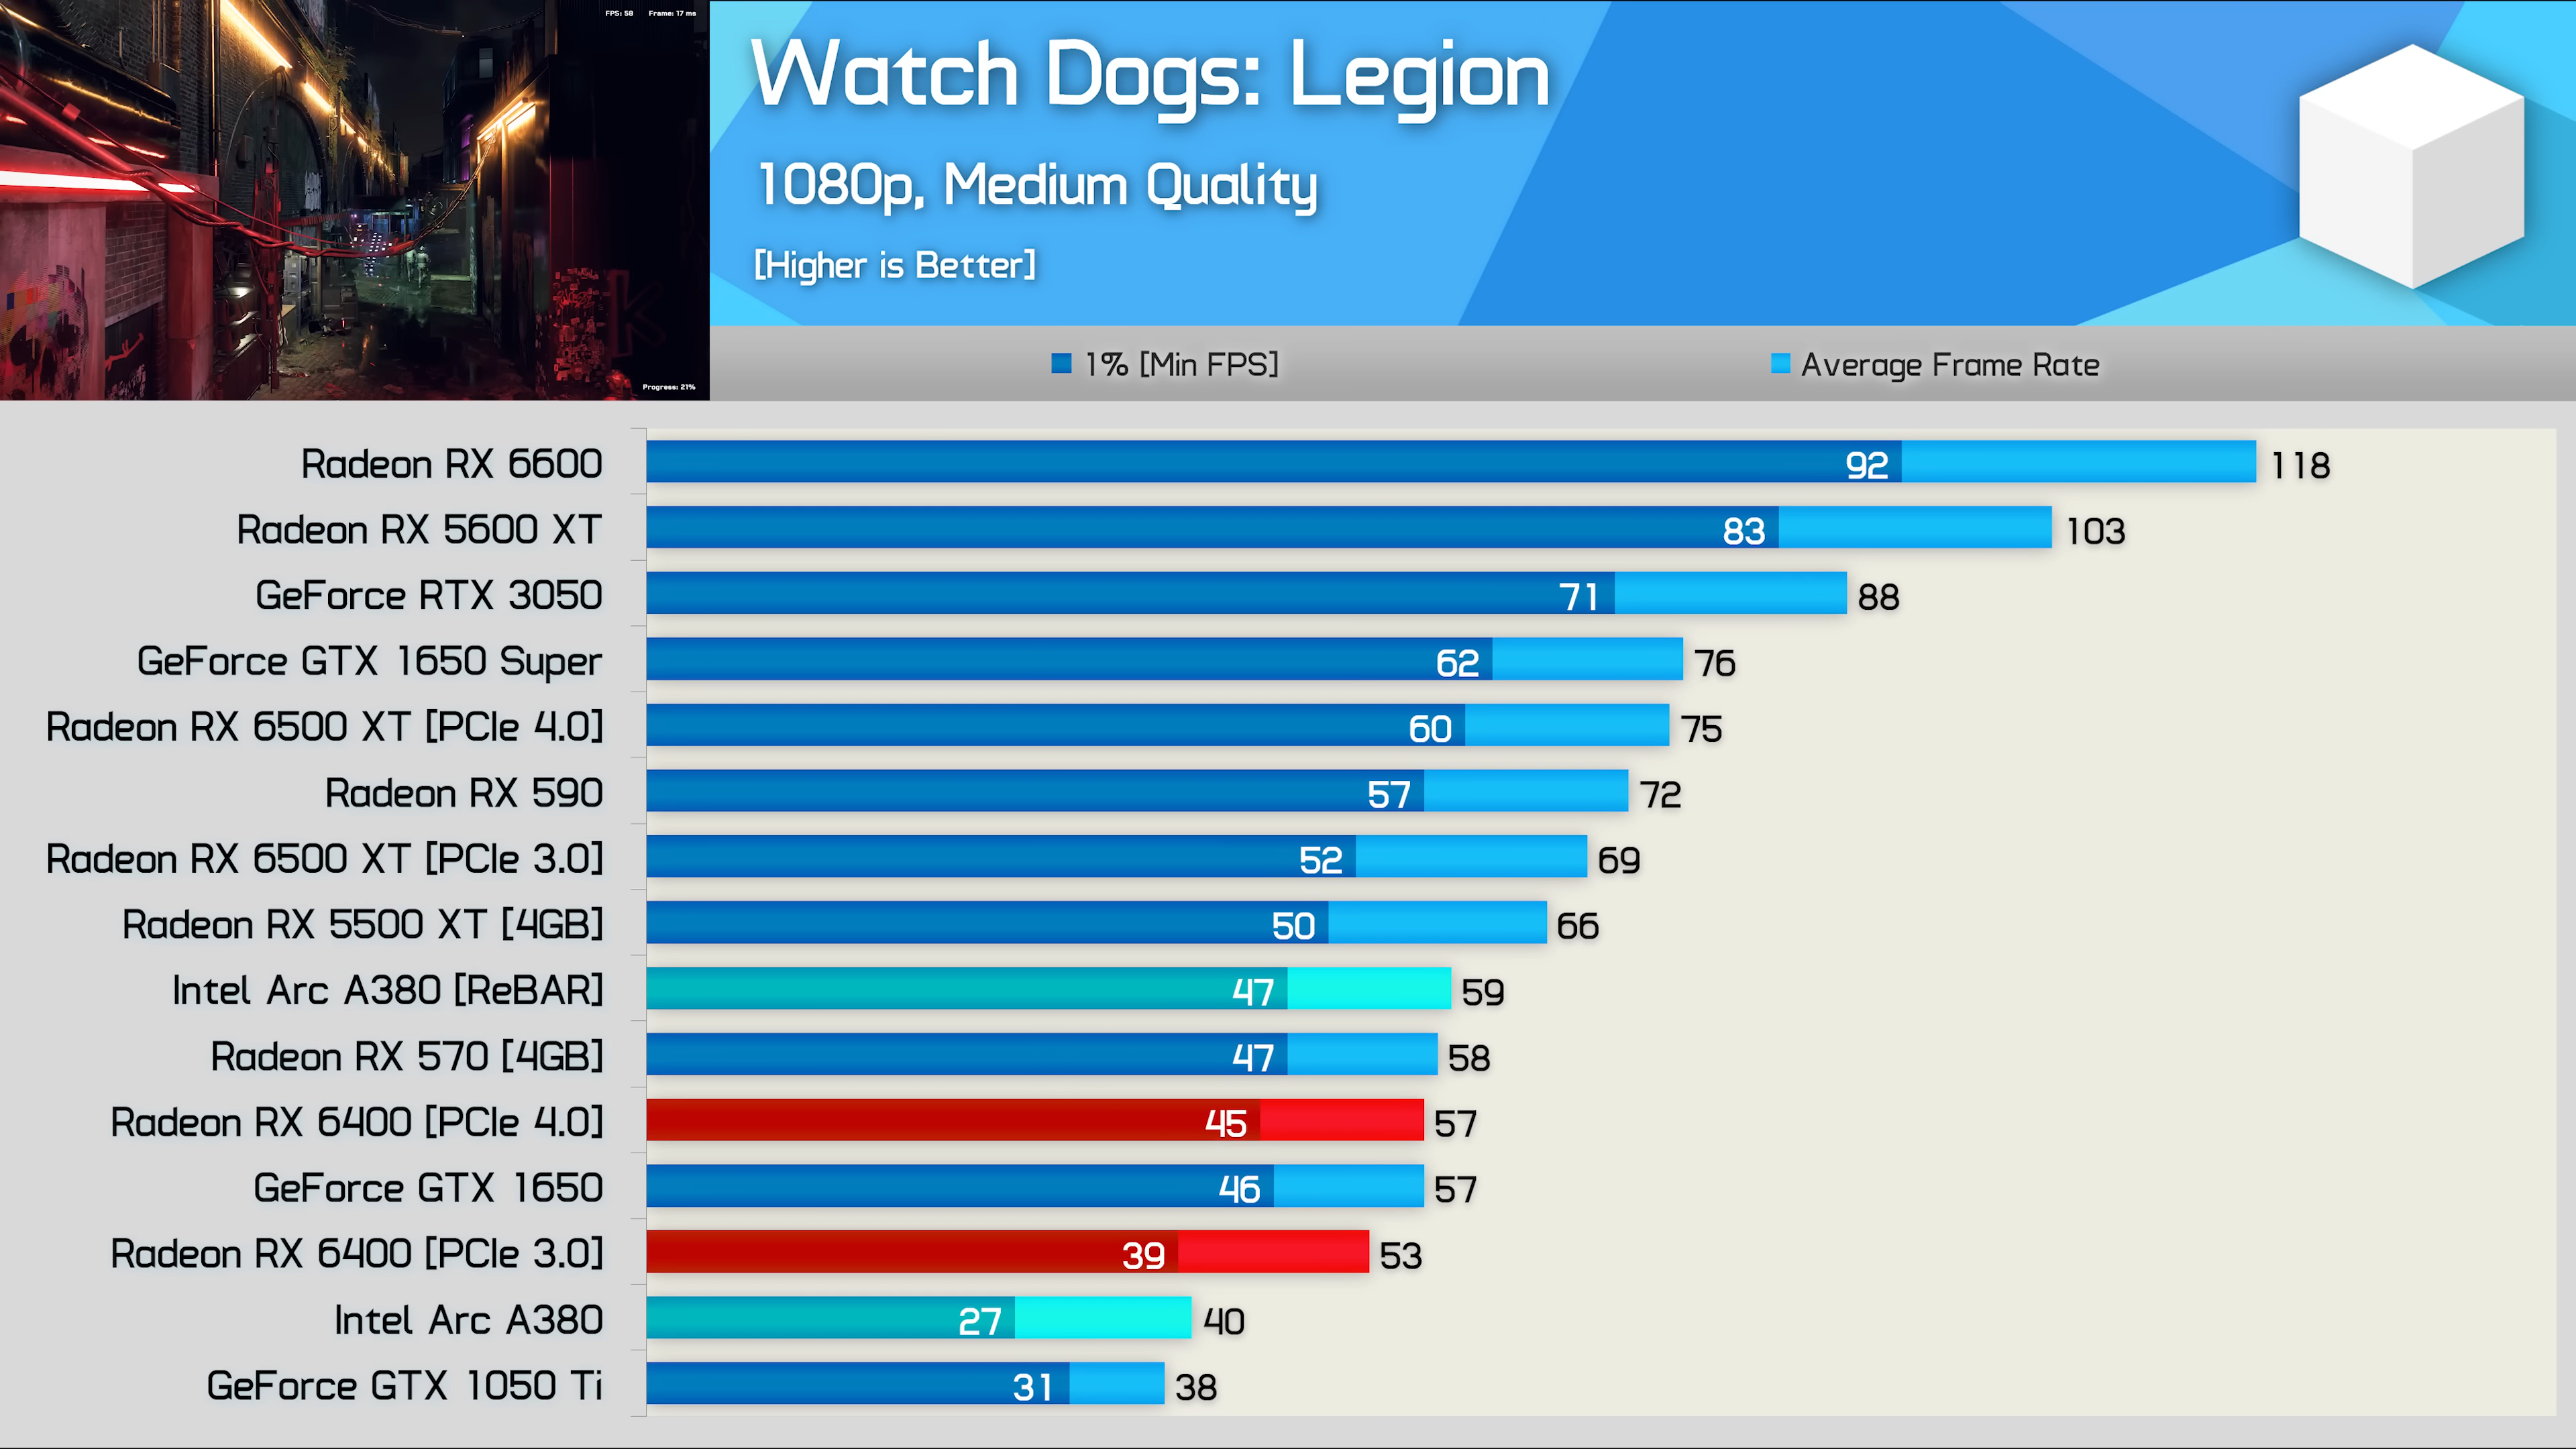 FPS: 58 Frame: 17 ms
Progress: 21%
Watch Dogs: Legion
1080p, Medium Quality
[Higher is Better]
1% [Min FPS] Average Frame Rate
Radeon RX 6600 92 118
Radeon RX 5600 XT 83 103
GeForce RTX 3050 71 88
GeForce GTX 1650 Super 62 76
Radeon RX 6500 XT [PCIe 4.0] 60 75
Radeon RX 590 57 72
Radeon RX 6500 XT [PCIe 3.0] 52 69
Radeon RX 5500 XT [4GB] 50 66
Intel Arc A380 [ReBAR] 47 59
Radeon RX 570 [4GB] 47 58
Radeon RX 6400 [PCIe 4.0] 45 57
GeForce GTX 1650 46 57
Radeon RX 6400 [PCIe 3.0] 39 53
Intel Arc A380 27 40
GeForce GTX 1050 Ti 31 38